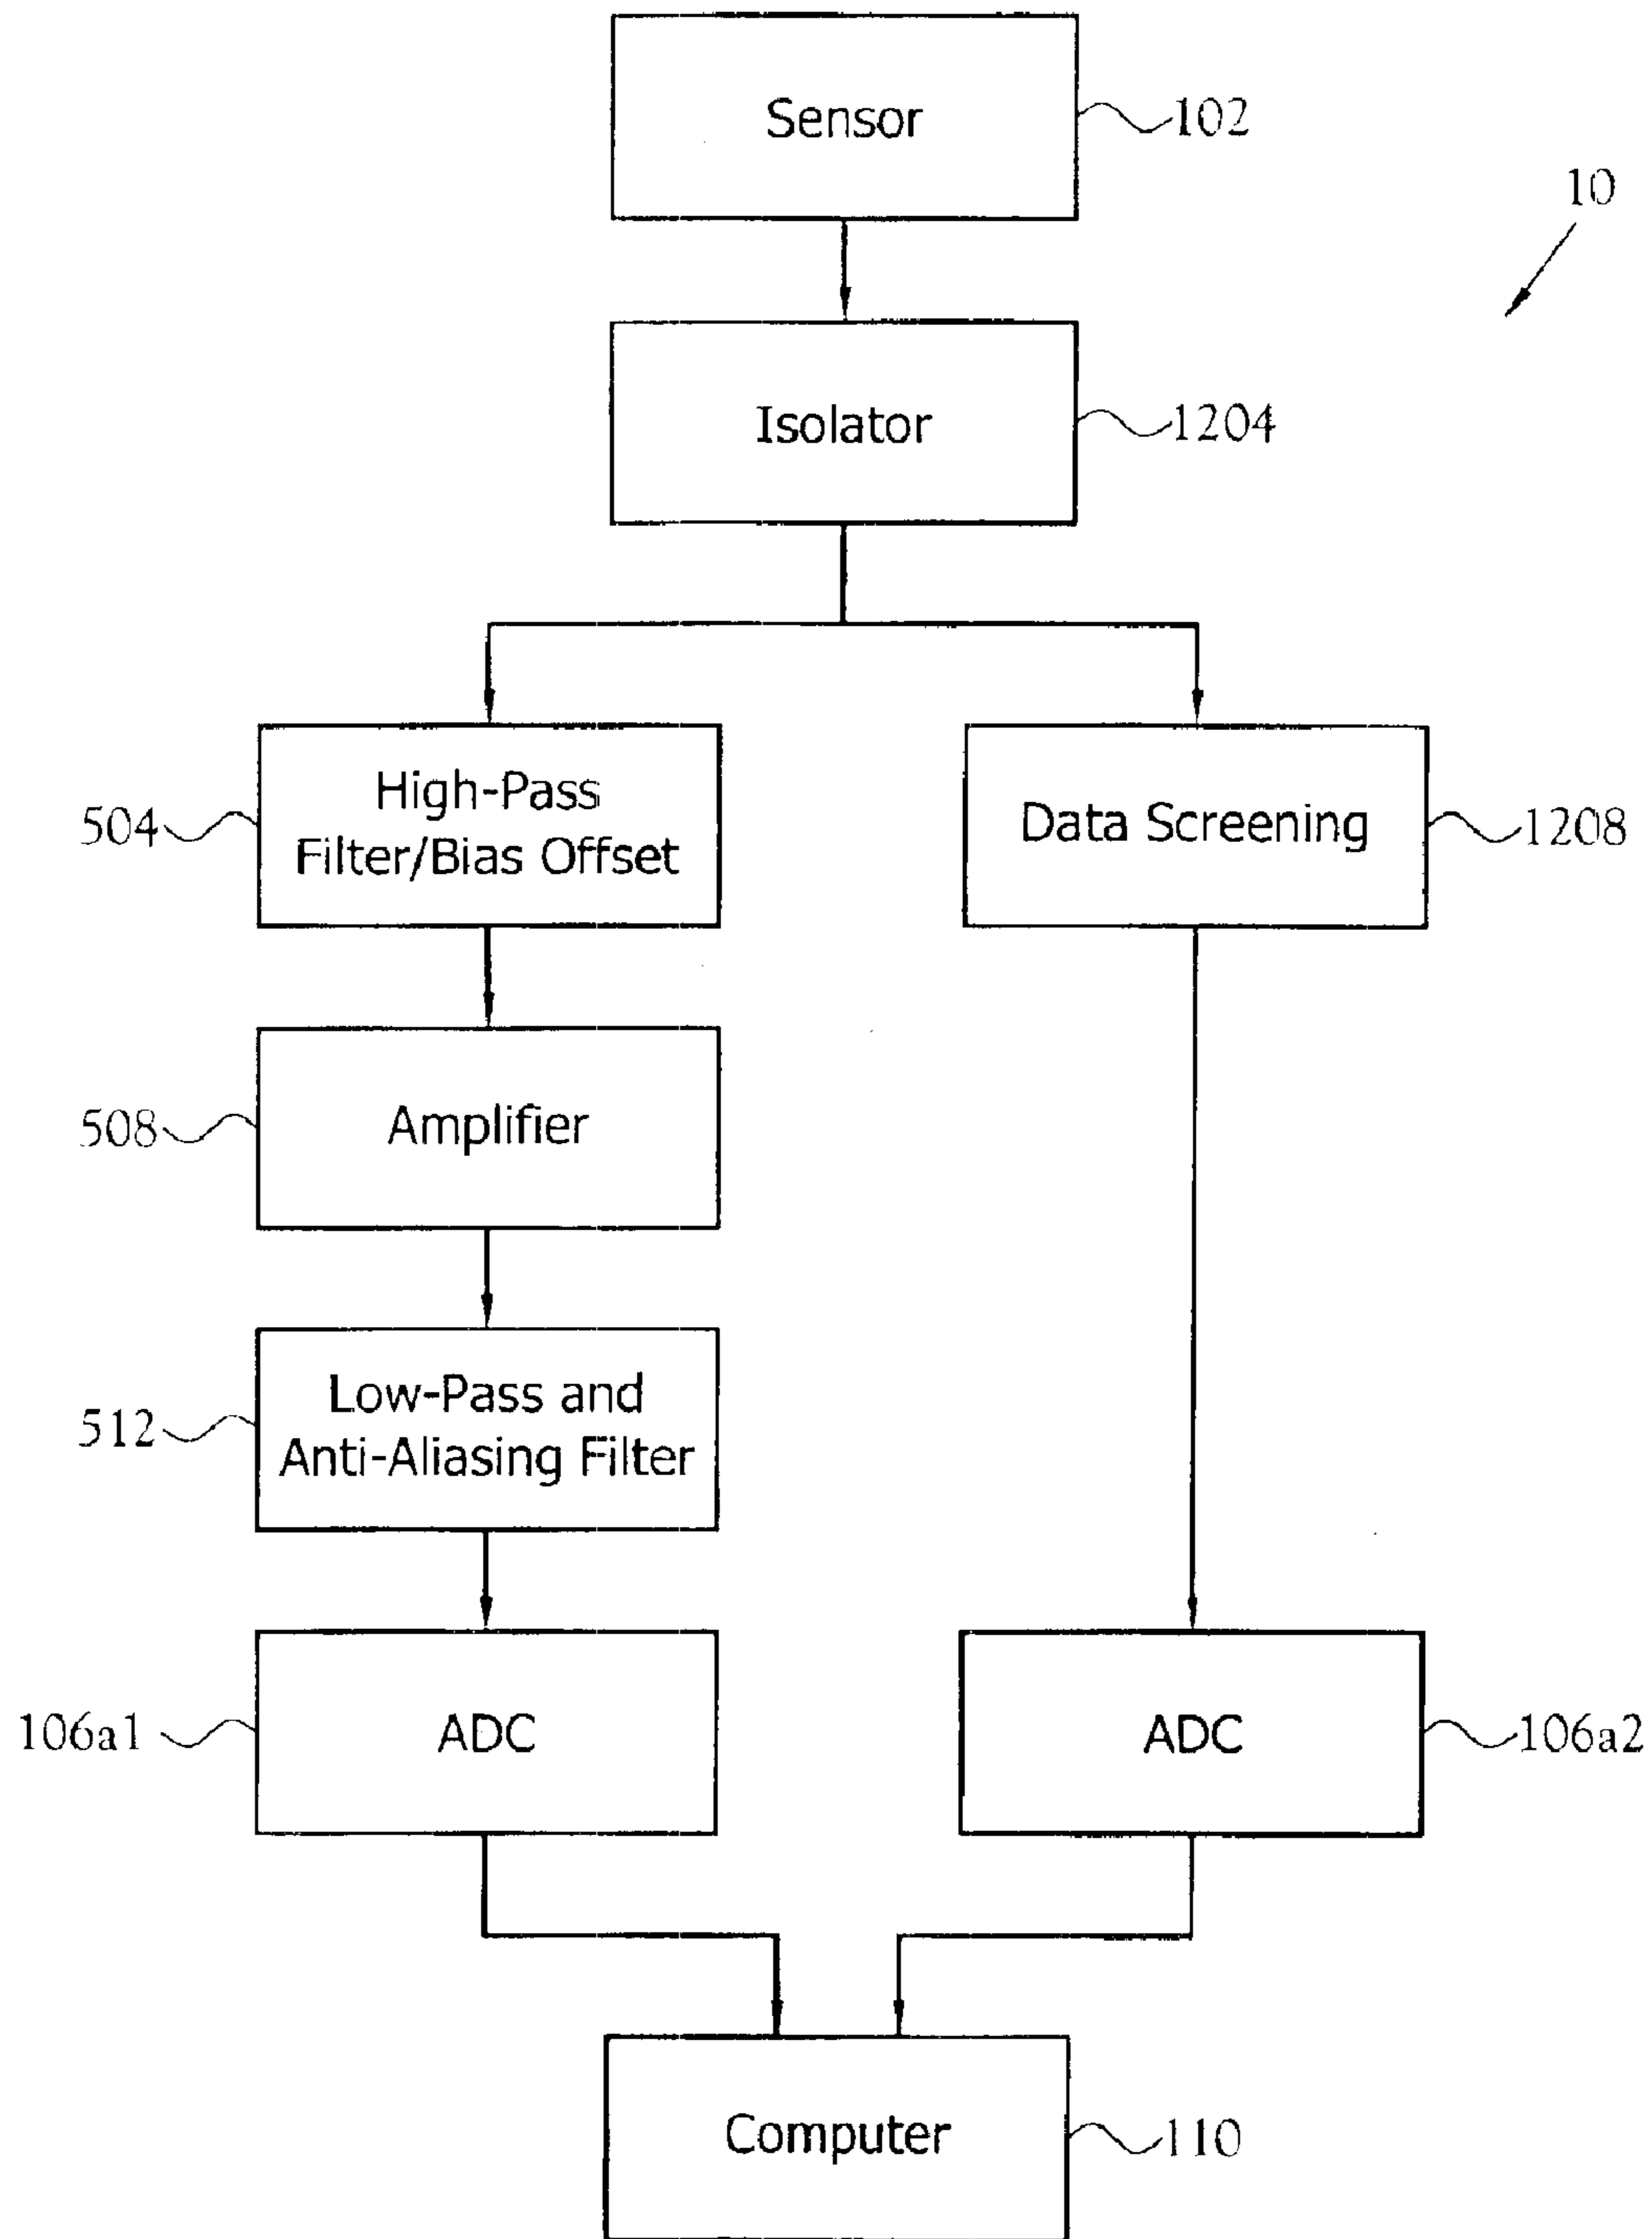 Sensor
102
10
Isolator
1204
High-Pass
Filter/Bias Offset
504
Data Screening
1208
Amplifier
508
Low-Pass and
Anti-Aliasing Filter
512
ADC
106a1
ADC
106a2
Computer
110